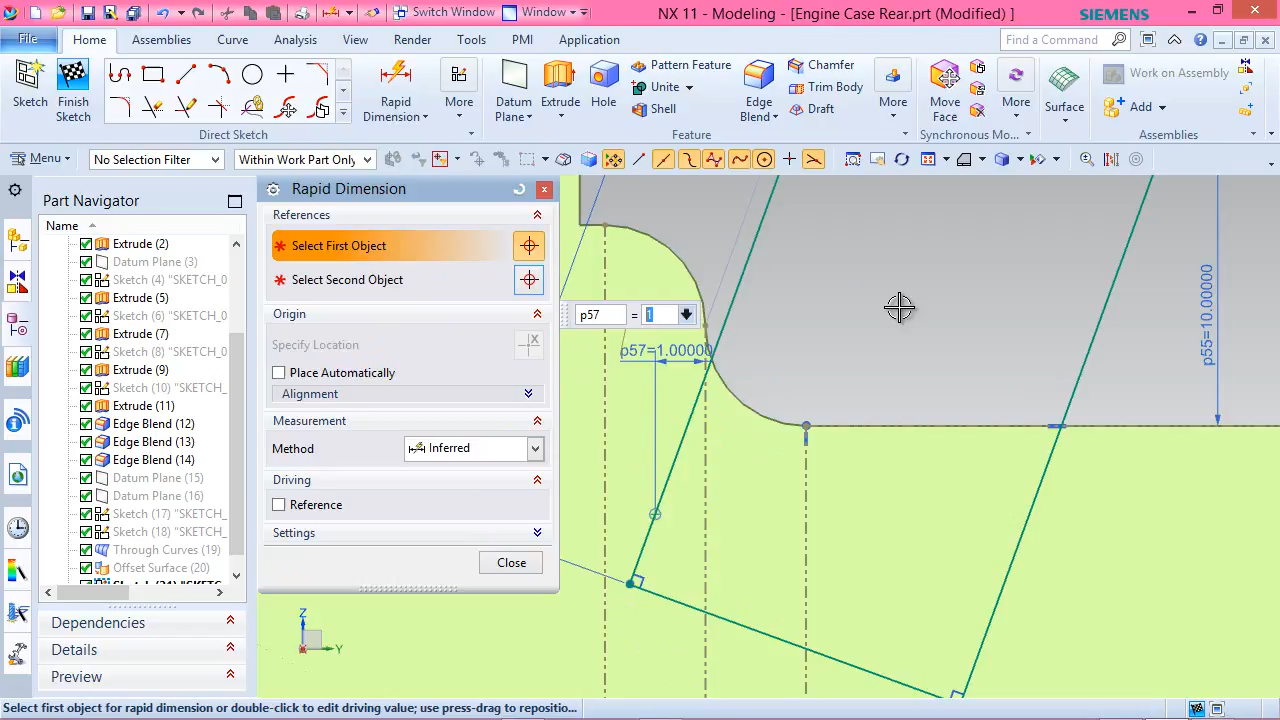 NX 11 - Modeling - [Engine Case Rear.prt (Modified) ]
SIEMENS
Switch Window
Window
File
Home
Assemblies
Curve
Analysis
View
Render
Tools
PMI
Application
Find a Command
Sketch
Finish
Sketch
Rapid
Dimension
More
Direct Sketch
Datum
Plane
Extrude
Hole
Pattern Feature
Unite
Shell
Edge
Blend
Chamfer
Trim Body
Draft
More
Feature
Move
Face
More
Synchronous Mo...
Surface
Work on Assembly
Add
Assemblies
Menu
No Selection Filter
Within Work Part Only
Part Navigator
Name
Extrude (2)
Datum Plane (3)
Sketch (4) "SKETCH_0
Extrude (5)
Sketch (6) "SKETCH_0
Extrude (7)
Sketch (8) "SKETCH_0
Extrude (9)
Sketch (10) "SKETCH_
Extrude (11)
Edge Blend (12)
Edge Blend (13)
Edge Blend (14)
Datum Plane (15)
Datum Plane (16)
Sketch (17) "SKETCH_
Sketch (18) "SKETCH_
Through Curves (19)
Offset Surface (20)
Dependencies
Details
Preview
Rapid Dimension
References
Select First Object
Select Second Object
Origin
Specify Location
Place Automatically
Alignment
Measurement
Method
Inferred
Driving
Reference
Settings
Close
p57 = 1
p57=1.00000
p55=10.00000
Z
Y
Select first object for rapid dimension or double-click to edit driving value; use press-drag to repositio...